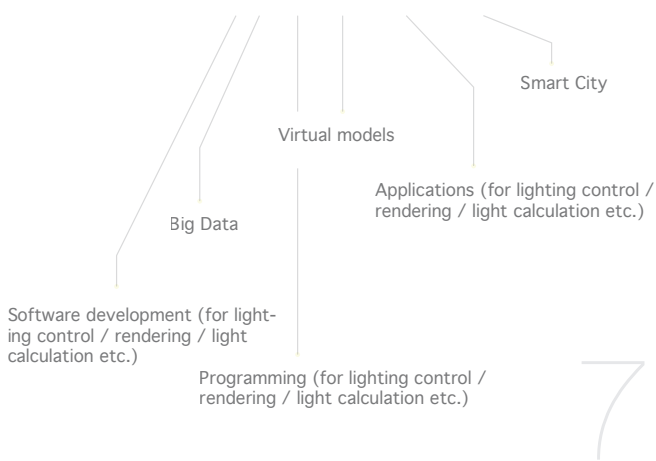 Smart City
Virtual models
Applications (for lighting control /
rendering / light calculation etc.)
Big Data
Software development (for light-
ing control / rendering / light
calculation etc.)
Programming (for lighting control /
rendering / light calculation etc.)
7